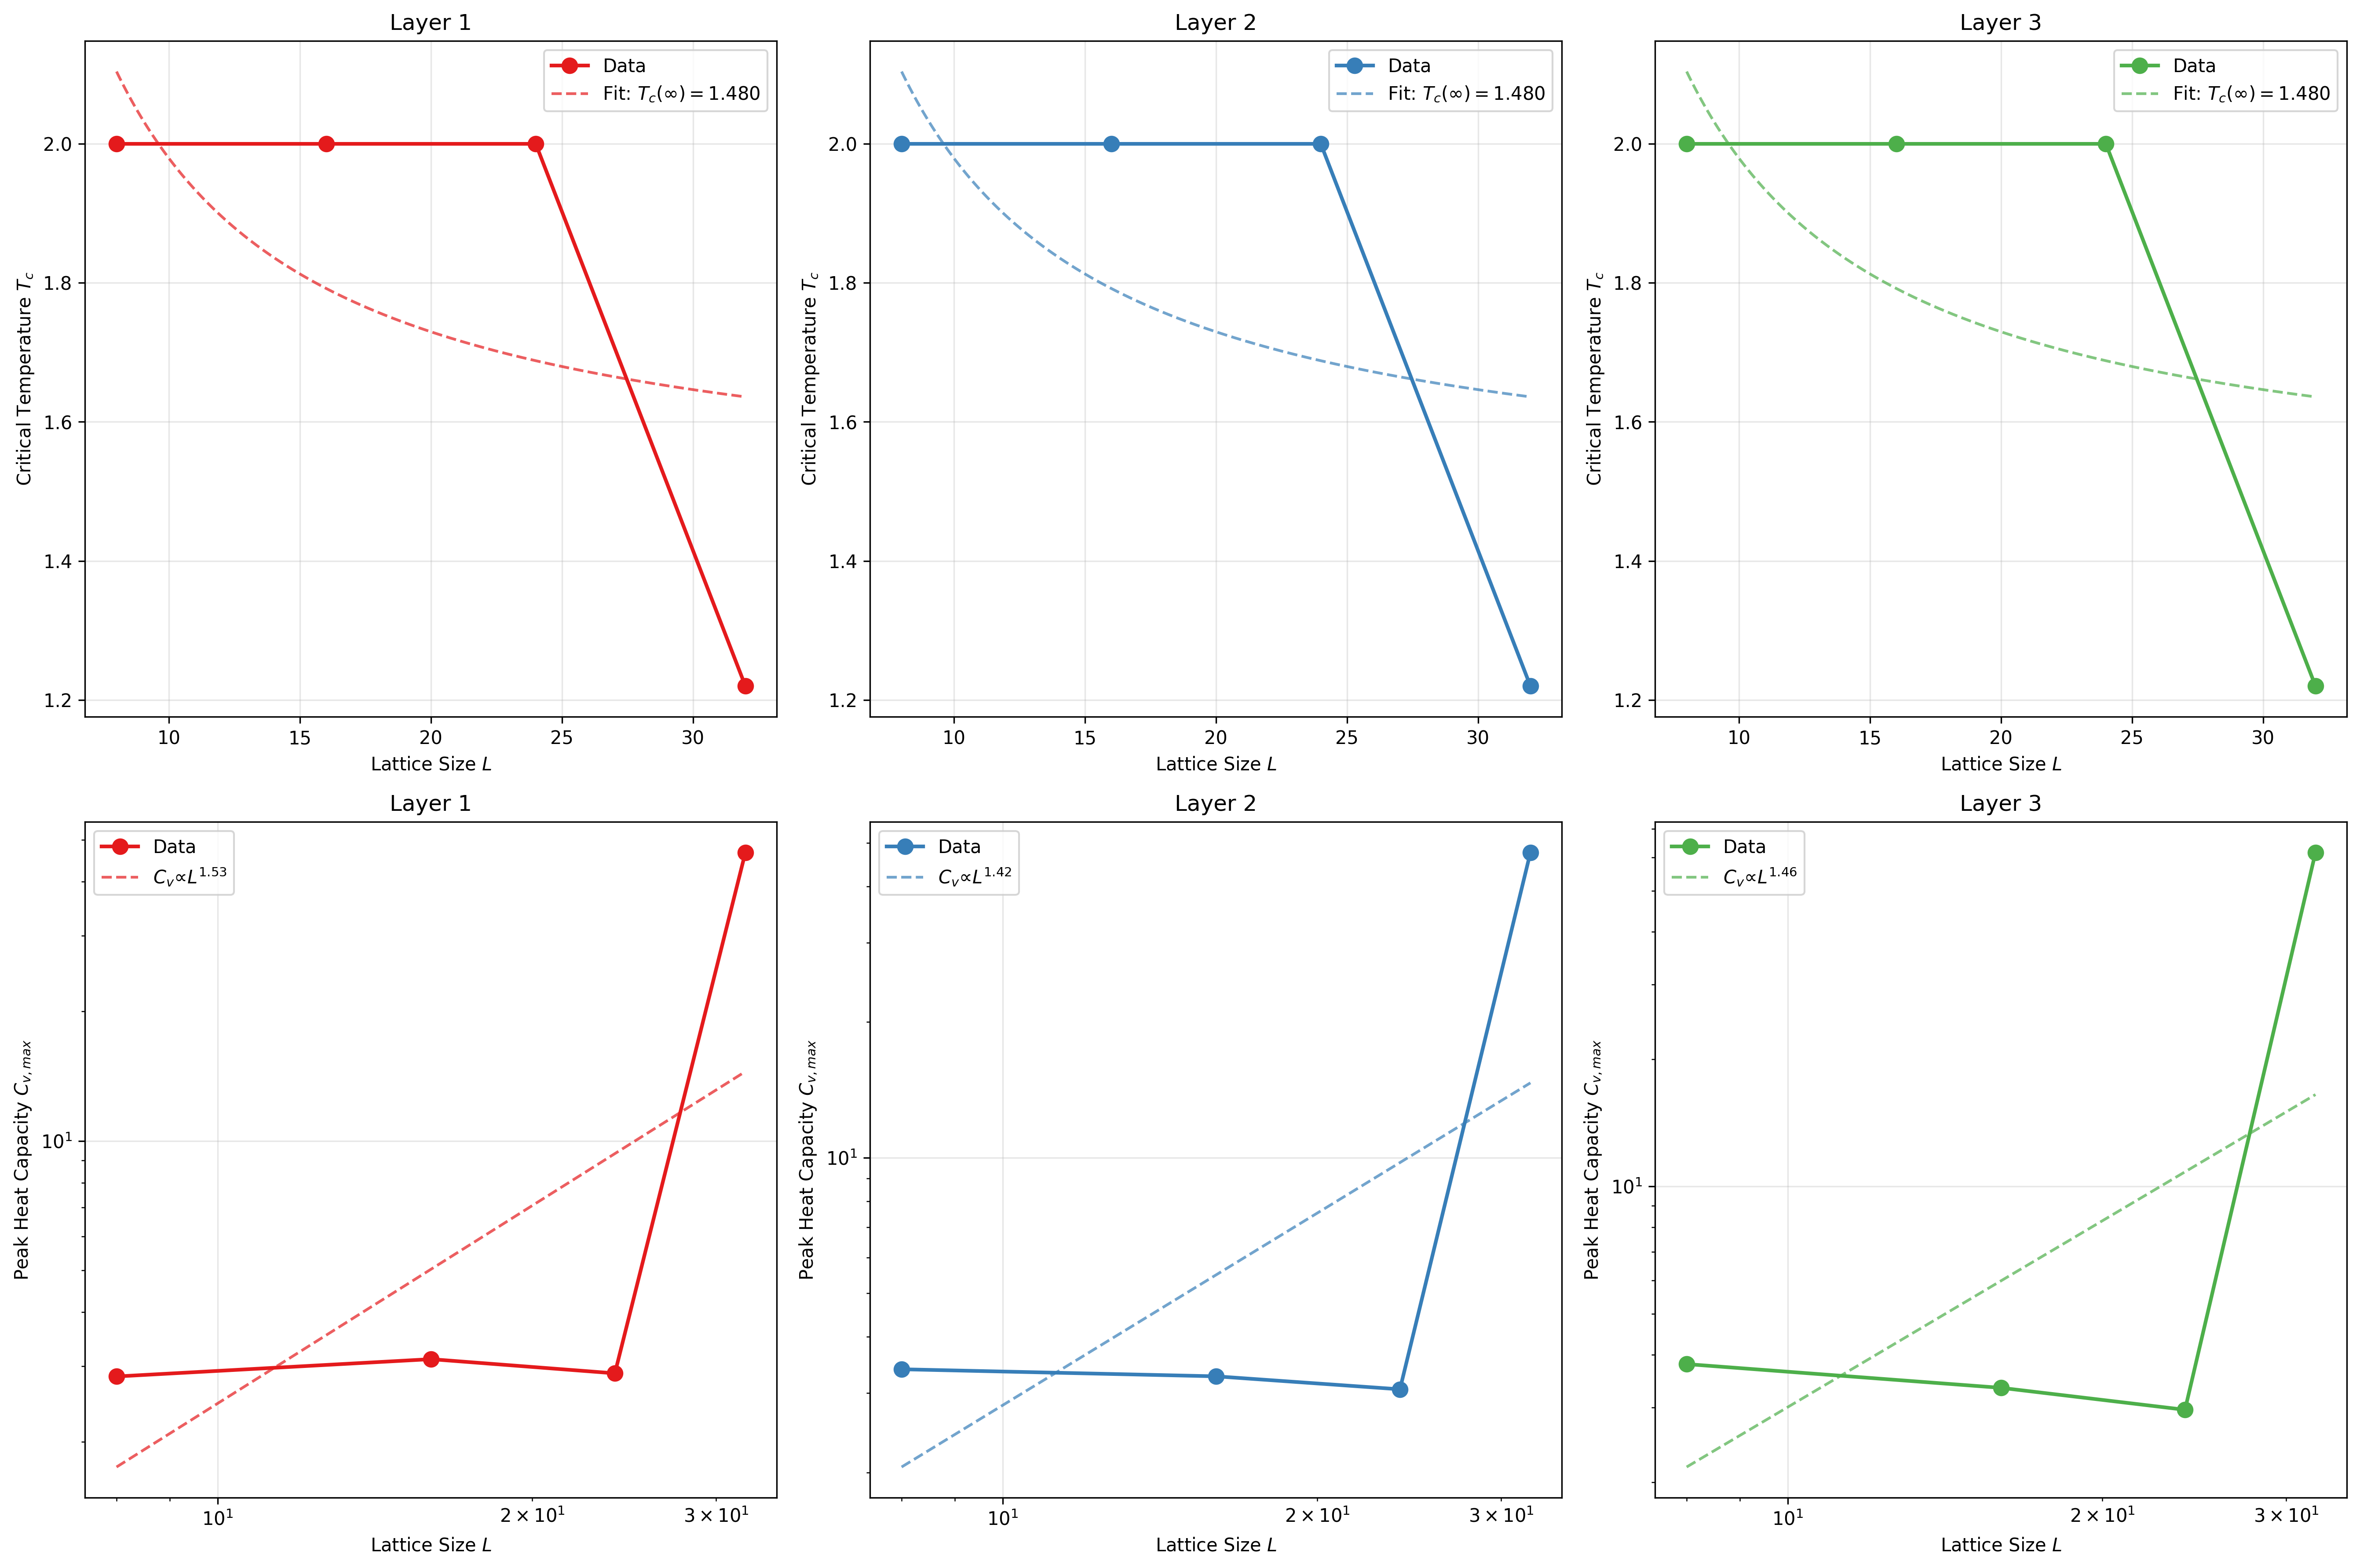 Layer 1
Data
Fit: $T_c(\infty) = 1.480$
Critical Temperature $T_c$
2.0
1.8
1.6
1.4
1.2
10 15 20 25 30
Lattice Size $L$
Layer 2
Data
Fit: $T_c(\infty) = 1.480$
Critical Temperature $T_c$
2.0
1.8
1.6
1.4
1.2
10 15 20 25 30
Lattice Size $L$
Layer 3
Data
Fit: $T_c(\infty) = 1.480$
Critical Temperature $T_c$
2.0
1.8
1.6
1.4
1.2
10 15 20 25 30
Lattice Size $L$
Layer 1
Data
$C_v \propto L^{1.53}$
Peak Heat Capacity $C_{v,max}$
$10^1$
$10^1$ $2 \times 10^1$ $3 \times 10^1$
Lattice Size $L$
Layer 2
Data
$C_v \propto L^{1.42}$
Peak Heat Capacity $C_{v,max}$
$10^1$
$10^1$ $2 \times 10^1$ $3 \times 10^1$
Lattice Size $L$
Layer 3
Data
$C_v \propto L^{1.46}$
Peak Heat Capacity $C_{v,max}$
$10^1$
$10^1$ $2 \times 10^1$ $3 \times 10^1$
Lattice Size $L$